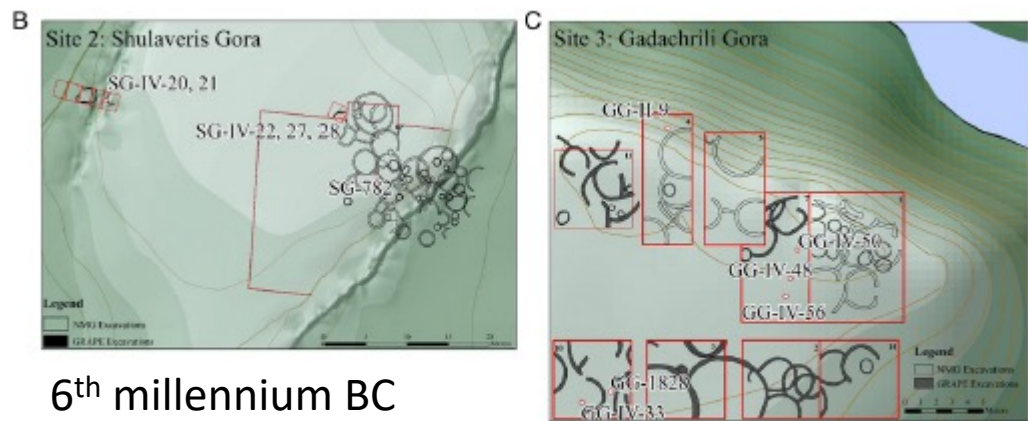 B
Site 2: Shulaveris Gora
SG-IV-20, 21
SG-IV-22, 27, 28
SG-782
Legend
NMG Excavations
GRAPE Excavations
6th millennium BC
C
Site 3: Gadachrili Gora
GG-II-9
GG-IV-50
GG-IV-48
GG-IV-56
GG-1828
GG-IV-33
Legend
NMG Excavations
GRAPE Excavations